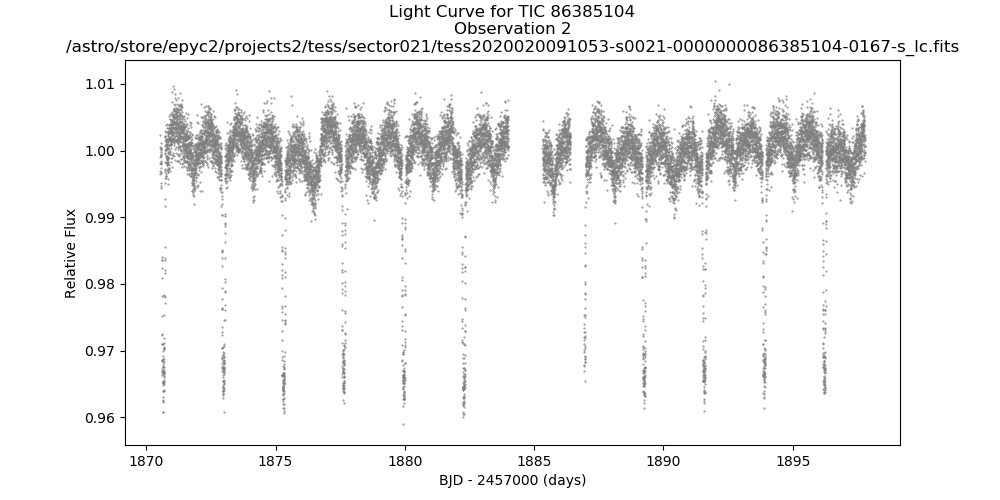 Light Curve for TIC 86385104
Observation 2
/astro/store/epyc2/projects2/tess/sector021/tess2020020091053-s0021-0000000086385104-0167-s_lc.fits
1.01
1.00
0.99
0.98
0.97
0.96
Relative Flux
1870
1875
1880
1885
1890
1895
BJD - 2457000 (days)